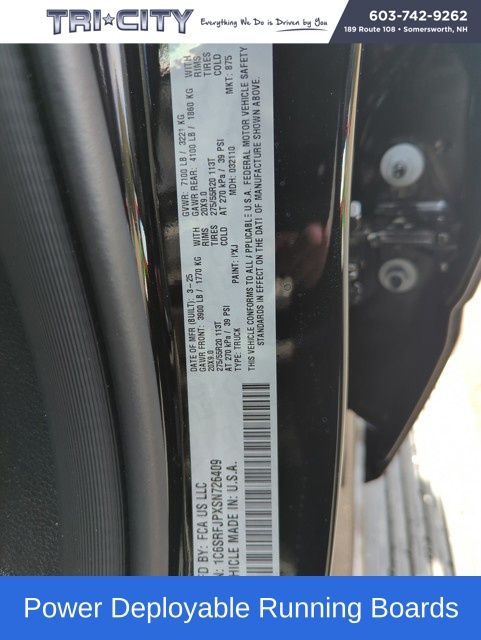 TRI★CITY
Everything We Do is Driven by You
603-742-9262
189 Route 108 • Somersworth, NH
MFD BY: FCA US LLC
N: 1C6SRFJPXSN726409
VEHICLE MADE IN: U.S.A.
DATE OF MFR (BUILT): 3-25
GAWR FRONT: 3900 LB / 1770 KG WITH
20X9.0 RIMS
275/55R20 113T TIRES
AT 270 kPa / 39 PSI COLD
TYPE: TRUCK
PAINT: PXJ
GVWR: 7100 LB / 3221 KG
GAWR REAR: 4100 LB / 1860 KG WITH
20X9.0 RIMS
275/55R20 113T TIRES
AT 270 kPa / 39 PSI COLD
MDH: 032110
MKT: 875
THIS VEHICLE CONFORMS TO ALL APPLICABLE U.S.A. FEDERAL MOTOR VEHICLE SAFETY
STANDARDS IN EFFECT ON THE DATE OF MANUFACTURE SHOWN ABOVE.
Power Deployable Running Boards